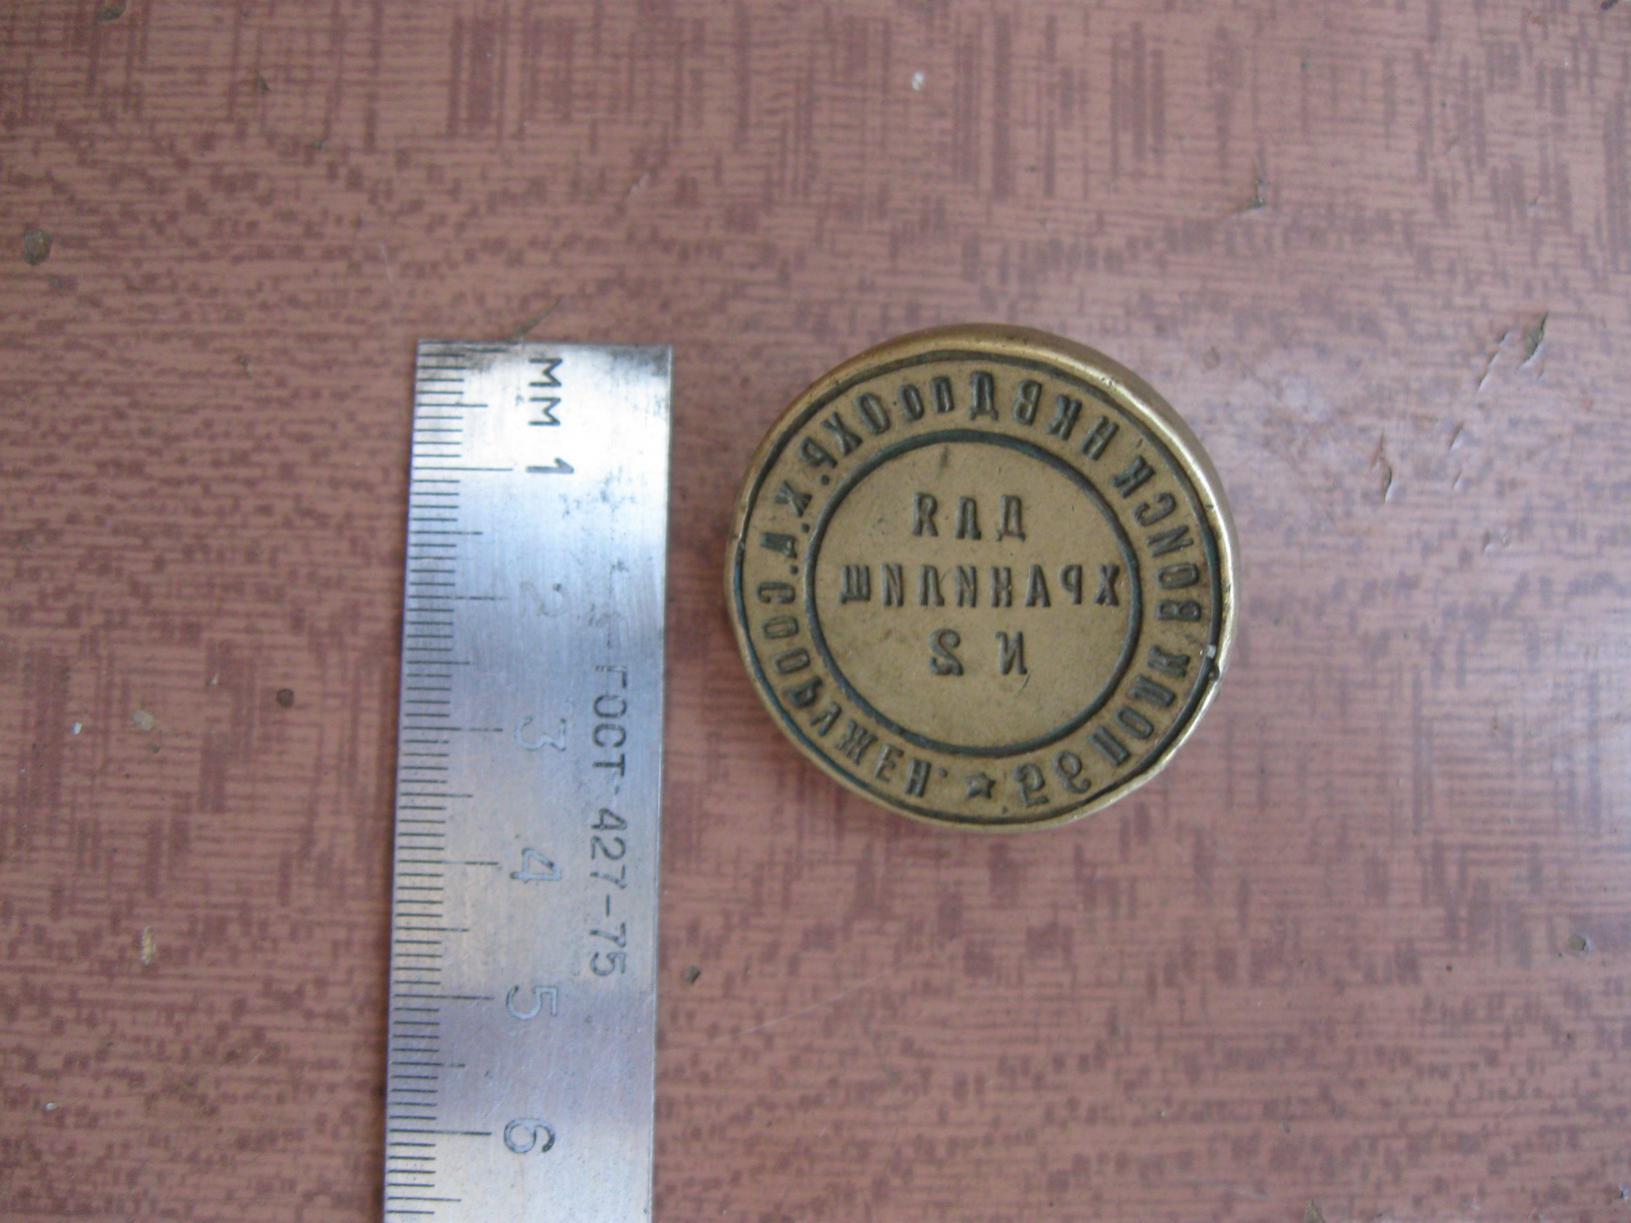 ММ 1 2 3 4 5 6
ГОСТ 427-75
59 ПОЛК ВОЙСК НКВД по ОХР. Ж.Д. СООРУЖЕН.
ДЛЯ
ХРАНИЛИЩ
N 2